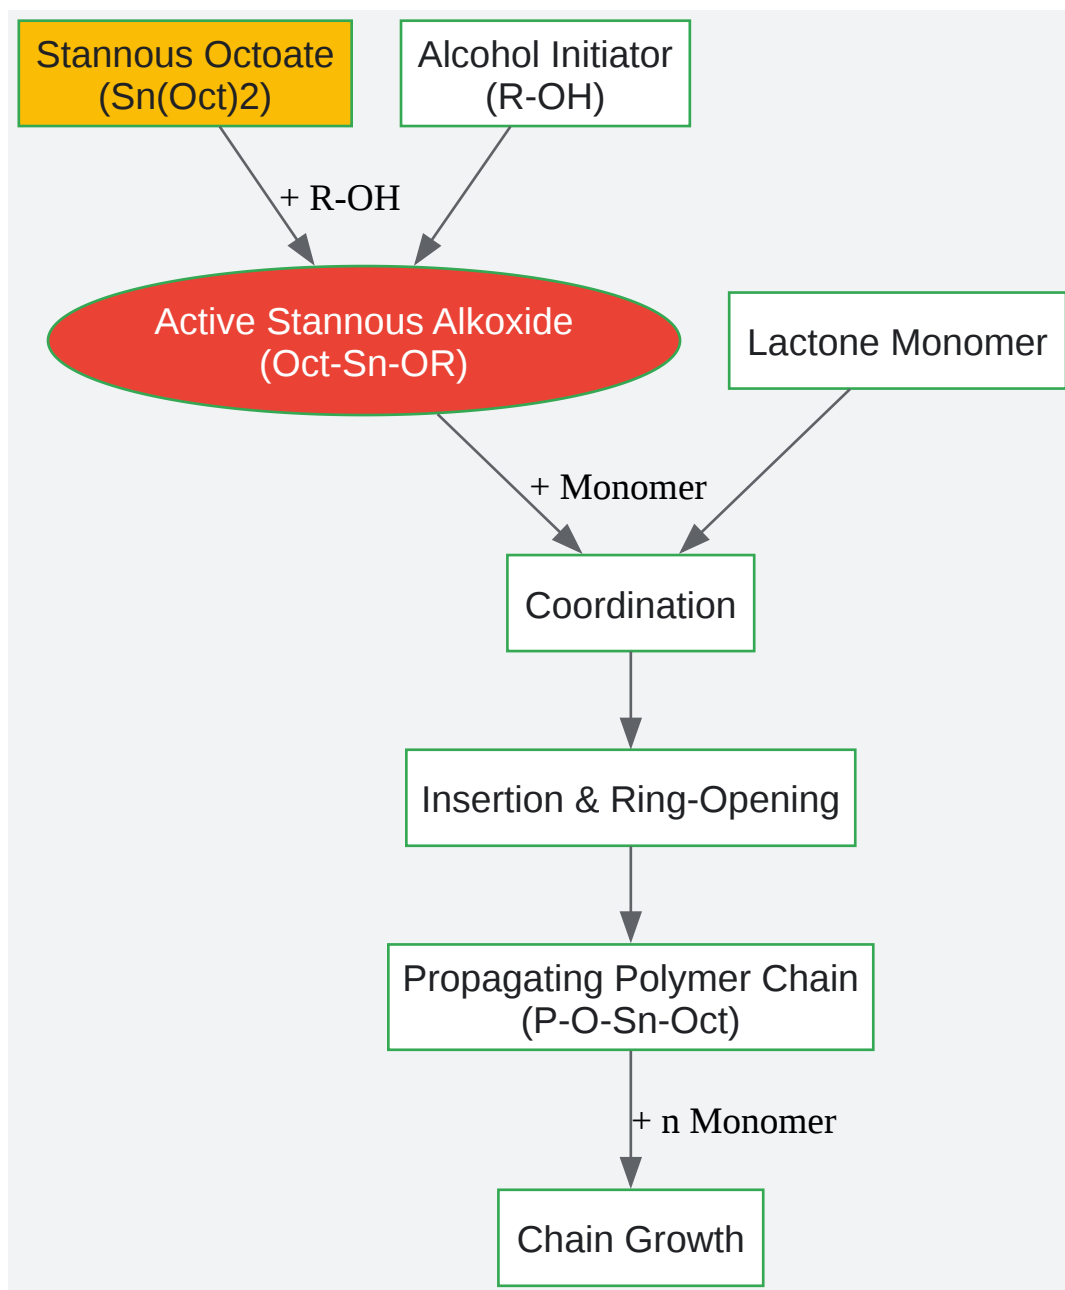 Stannous Octoate
(Sn(Oct)2)
Alcohol Initiator
(R-OH)
+ R-OH
Active Stannous Alkoxide
(Oct-Sn-OR)
Lactone Monomer
+ Monomer
Coordination
Insertion & Ring-Opening
Propagating Polymer Chain
(P-O-Sn-Oct)
+ n Monomer
Chain Growth